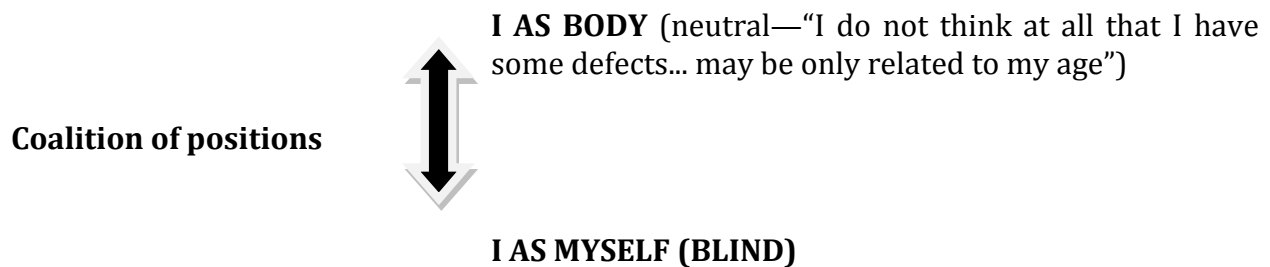 I AS BODY (neutral—“I do not think at all that I have
some defects... may be only related to my age”)
Coalition of positions
I AS MYSELF (BLIND)